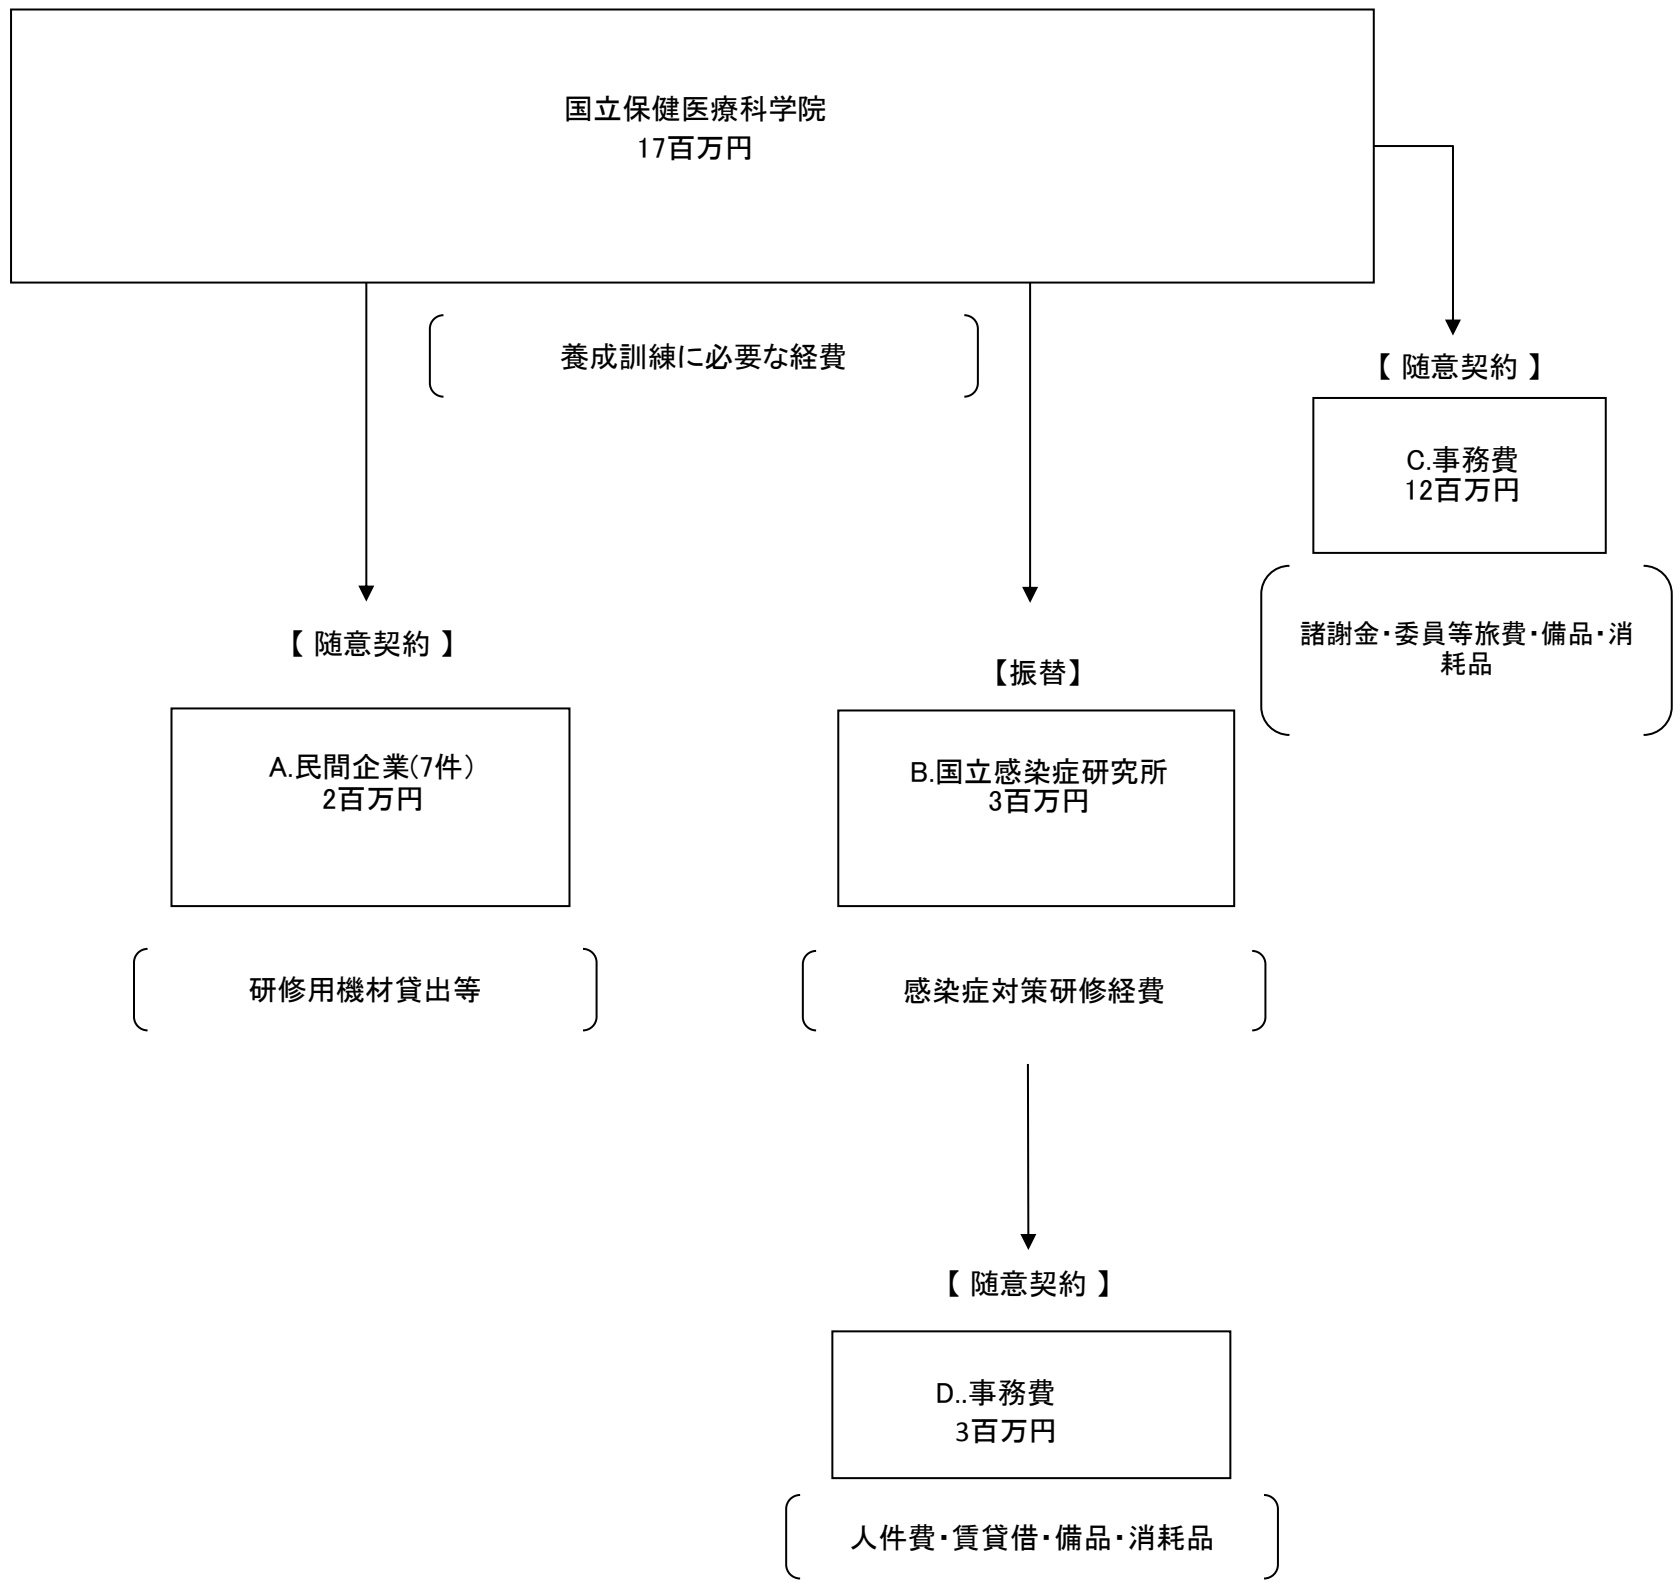 国立保健医療科学院
17百万円
養成訓練に必要な経費
【 随意契約 】
C.事務費
12百万円
諸謝金・委員等旅費・備品・消
耗品
【 随意契約 】
A.民間企業(7件)
2百万円
研修用機材貸出等
【振替】
B.国立感染症研究所
3百万円
感染症対策研修経費
【 随意契約 】
D..事務費
3百万円
人件費・賃貸借・備品・消耗品